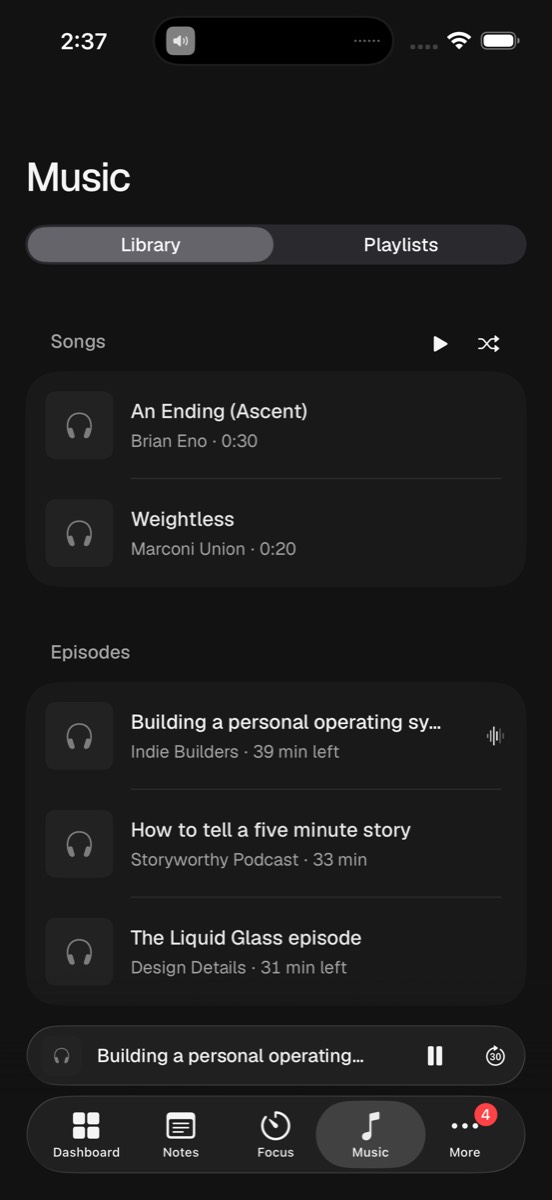 2:37
Music
Library
Playlists
Songs
An Ending (Ascent)
Brian Eno · 0:30
Weightless
Marconi Union · 0:20
Episodes
Building a personal operating sy...
Indie Builders · 39 min left
How to tell a five minute story
Storyworthy Podcast · 33 min
The Liquid Glass episode
Design Details · 31 min left
Building a personal operating...
30
Dashboard
Notes
Focus
Music
4
More